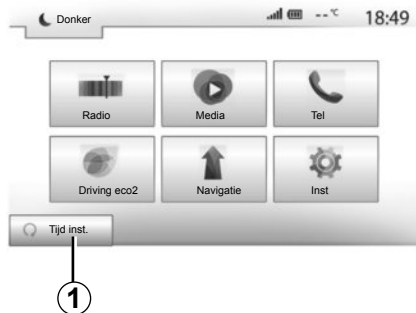 Donker
--°C
18:49
Radio
Media
Tel
Driving eco2
Navigatie
Inst
Tijd inst.
1